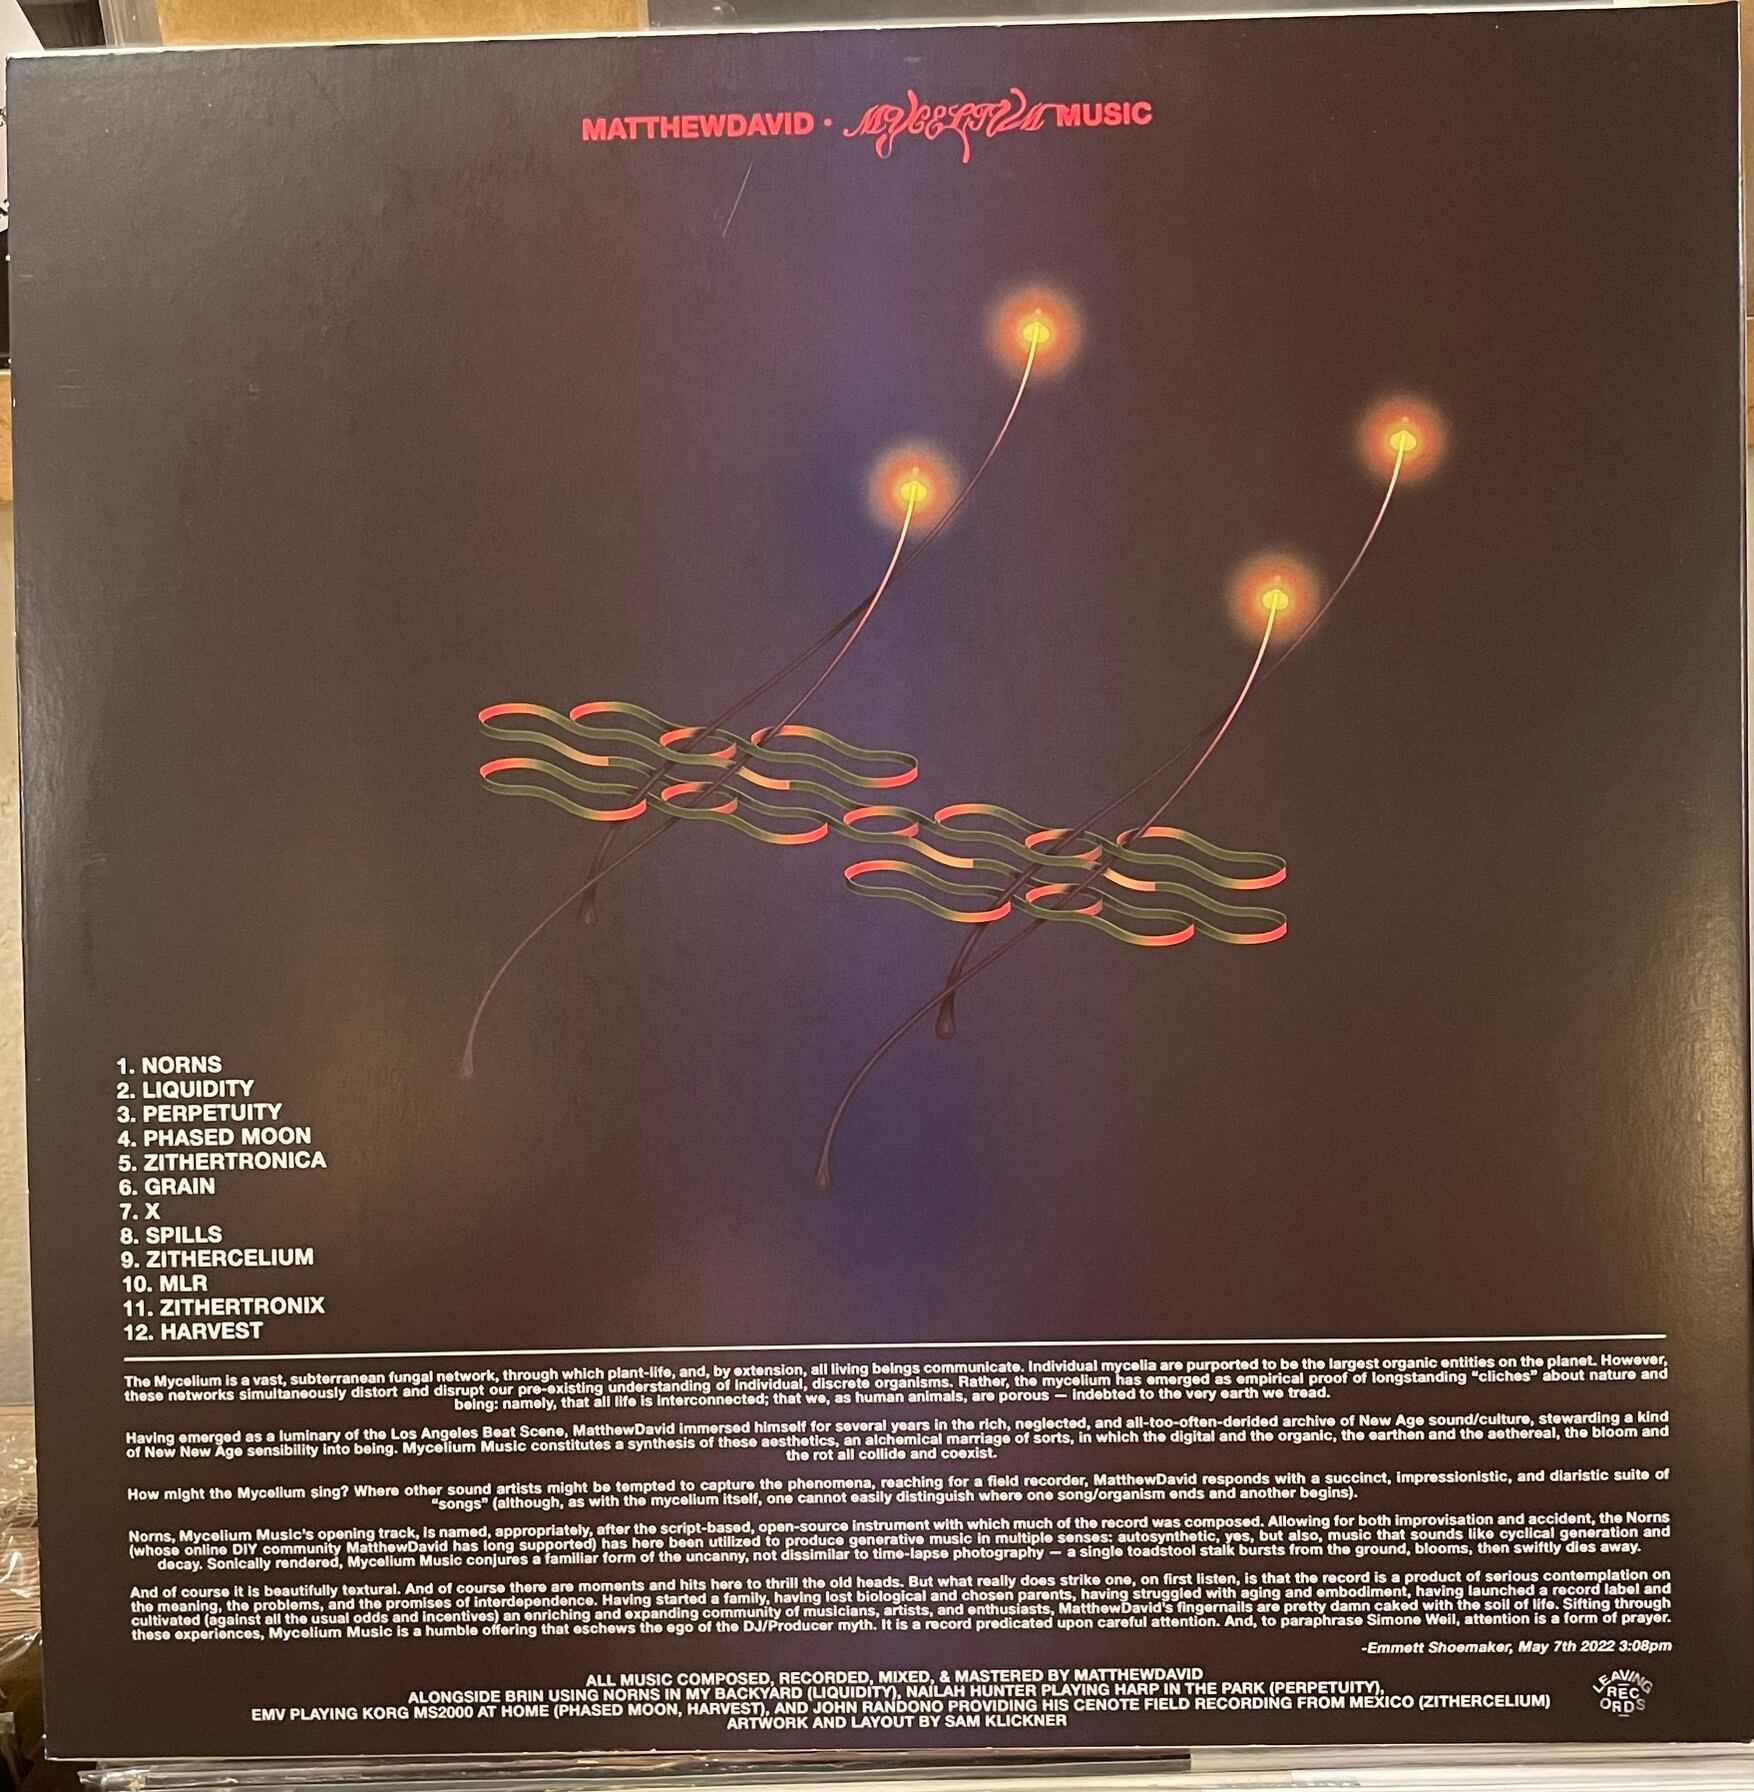 MATTHEWDAVID · MYCELIUM MUSIC
1. NORNS
2. LIQUIDITY
3. PERPETUITY
4. PHASED MOON
5. ZITHERTRONICA
6. GRAIN
7. X
8. SPILLS
9. ZITHERCELIUM
10. MLR
11. ZITHERTRONIX
12. HARVEST
The Mycelium is a vast, subterranean fungal network, through which plant-life, and, by extension, all living beings communicate. Individual mycelia are purported to be the largest organic entities on the planet. However,
these networks simultaneously distort and disrupt our pre-existing understanding of individual, discrete organisms. Rather, the mycelium has emerged as empirical proof of longstanding "cliches" about nature and
being: namely, that all life is interconnected; that we, as human animals, are porous — indebted to the very earth we tread.
Having emerged as a luminary of the Los Angeles Beat Scene, MatthewDavid immersed himself for several years in the rich, neglected, and all-too-often-derided archive of New Age sound/culture, stewarding a kind
of New New Age sensibility into being. Mycelium Music constitutes a synthesis of these aesthetics, an alchemical marriage of sorts, in which the digital and the organic, the earthen and the aethereal, the bloom and
the rot all collide and coexist.
How might the Mycelium sing? Where other sound artists might be tempted to capture the phenomena, reaching for a field recorder, MatthewDavid responds with a succinct, impressionistic, and diaristic suite of
"songs" (although, as with the mycelium itself, one cannot easily distinguish where one song/organism ends and another begins).
Norns, Mycelium Music's opening track, is named, appropriately, after the script-based, open-source instrument with which much of the record was composed. Allowing for both improvisation and accident, the Norns
(whose online DIY community MatthewDavid has long supported) has here been utilized to produce generative music in multiple senses: autosynthetic, yes, but also, music that sounds like cyclical generation and
decay. Sonically rendered, Mycelium Music conjures a familiar form of the uncanny, not dissimilar to time-lapse photography — a single toadstool stalk bursts from the ground, blooms, then swiftly dies away.
And of course it is beautifully textural. And of course there are moments and hits here to thrill the old heads. But what really does strike one, on first listen, is that the record is a product of serious contemplation on
the meaning, the problems, and the promises of interdependence. Having started a family, having lost biological and chosen parents, having struggled with aging and embodiment, having launched a record label and
cultivated (against all the usual odds and incentives) an enriching and expanding community of musicians, artists, and enthusiasts, MatthewDavid's fingernails are pretty damn caked with the soil of life. Sifting through
these experiences, Mycelium Music is a humble offering that eschews the ego of the DJ/Producer myth. It is a record predicated upon careful attention. And, to paraphrase Simone Weil, attention is a form of prayer.
-Emmett Shoemaker, May 7th 2022 3:08pm
ALL MUSIC COMPOSED, RECORDED, MIXED, & MASTERED BY MATTHEWDAVID
ALONGSIDE BRIN USING NORNS IN MY BACKYARD (LIQUIDITY), NAILAH HUNTER PLAYING HARP IN THE PARK (PERPETUITY),
EMV PLAYING KORG MS2000 AT HOME (PHASED MOON, HARVEST), AND JOHN RANDONO PROVIDING HIS CENOTE FIELD RECORDING FROM MEXICO (ZITHERCELIUM)
ARTWORK AND LAYOUT BY SAM KLICKNER
LEAVING
REC
ORDS